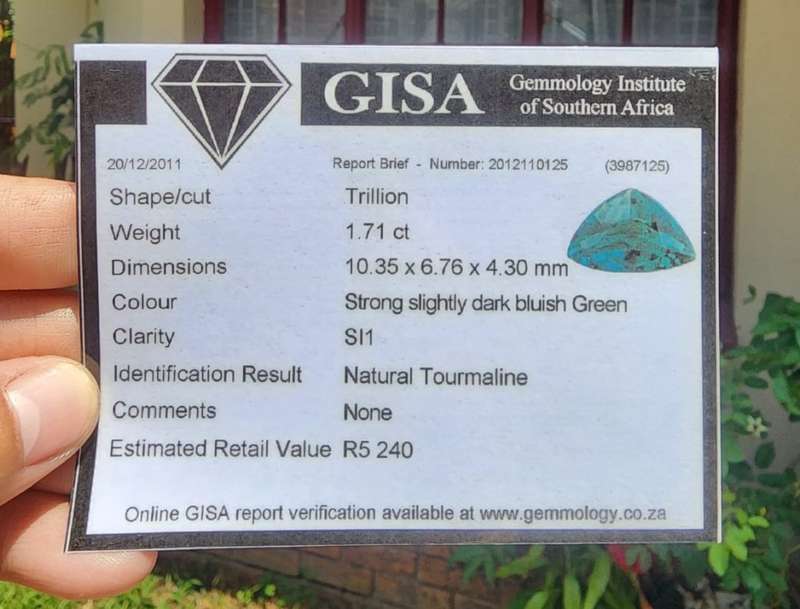 GISA
Gemmology Institute
of Southern Africa
20/12/2011 Report Brief - Number: 2012110125 (3987125)
Shape/cut Trillion
Weight 1.71 ct
Dimensions 10.35 x 6.76 x 4.30 mm
Colour Strong slightly dark bluish Green
Clarity SI1
Identification Result Natural Tourmaline
Comments None
Estimated Retail Value R5 240
Online GISA report verification available at www.gemmology.co.za